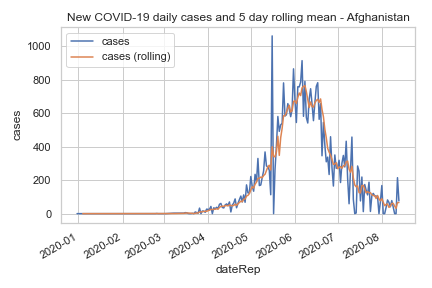 New COVID-19 daily cases and 5 day rolling mean - Afghanistan
cases
cases (rolling)
1000
800
600
400
200
0
cases
2020-01
2020-02
2020-03
2020-04
2020-05
2020-06
2020-07
2020-08
dateRep